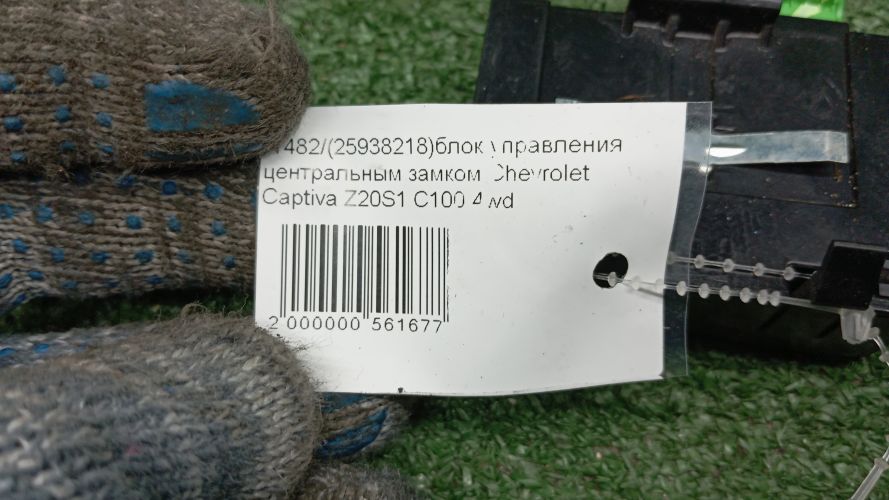 482/(25938218)блок управления
центральным замком Chevrolet
Captiva Z20S1 C100 4wd
2 000000 561677